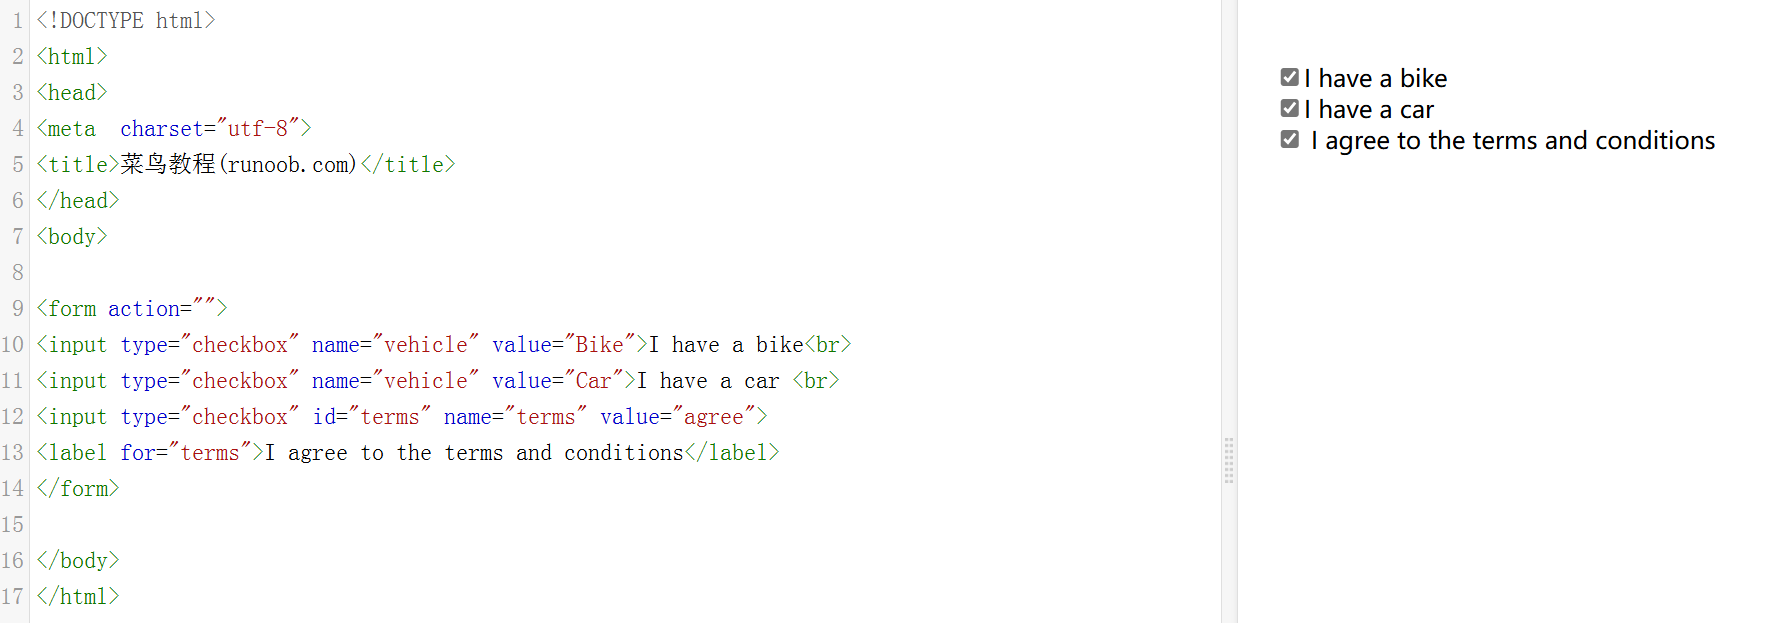 1 <!DOCTYPE html>
2 <html>
3 <head>
4 <meta  charset="utf-8">
5 <title>菜鸟教程(runoob.com)</title>
6 </head>
7 <body>
8
9 <form action="">
10 <input type="checkbox" name="vehicle" value="Bike">I have a bike<br>
11 <input type="checkbox" name="vehicle" value="Car">I have a car <br>
12 <input type="checkbox" id="terms" name="terms" value="agree">
13 <label for="terms">I agree to the terms and conditions</label>
14 </form>
15
16 </body>
17 </html>
I have a bike
I have a car
I agree to the terms and conditions